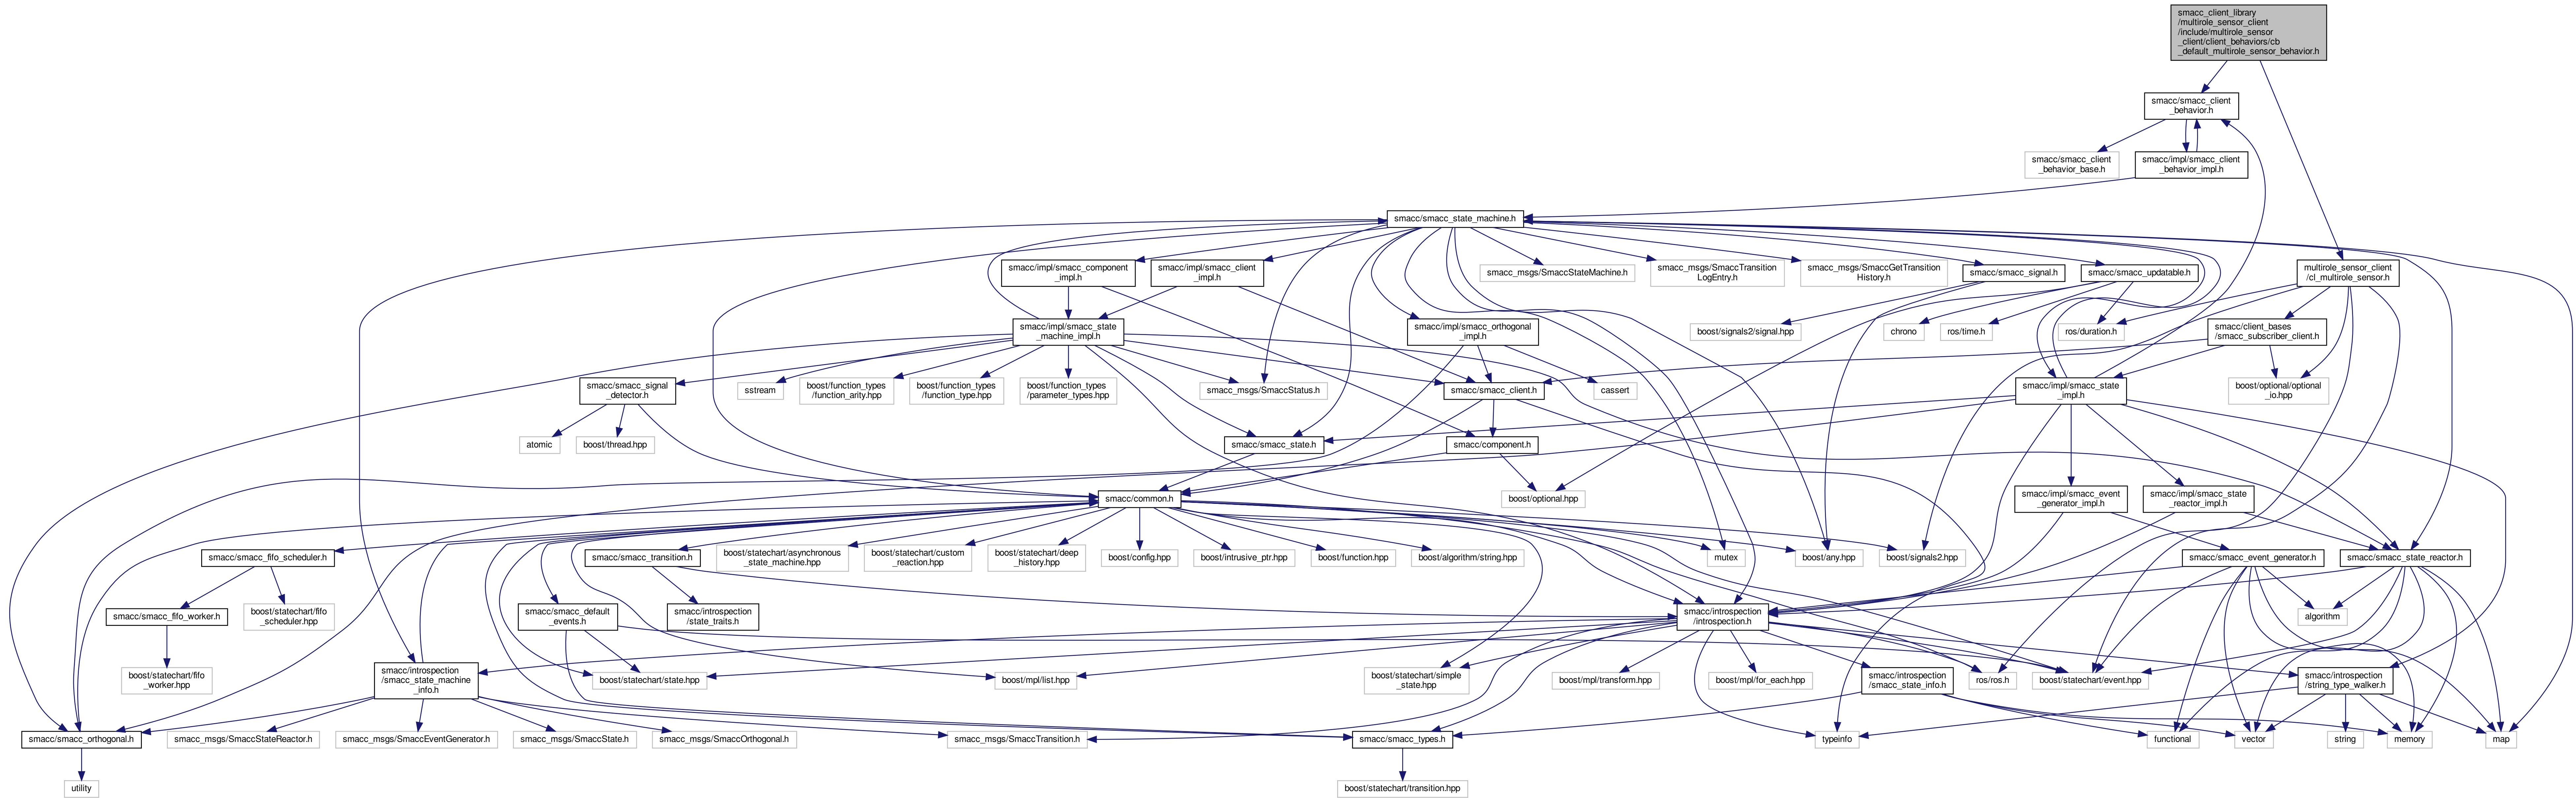 smacc_client_library
/multirole_sensor_client
/include/multirole_sensor
_client/client_behaviors/cb
_default_multirole_sensor_behavior.h
smacc/smacc_client
_behavior.h
smacc/smacc_client
_behavior_base.h
smacc/impl/smacc_client
_behavior_impl.h
smacc/smacc_state_machine.h
smacc/impl/smacc_component
_impl.h
smacc/impl/smacc_client
_impl.h
smacc_msgs/SmaccStateMachine.h
smacc_msgs/SmaccTransition
LogEntry.h
smacc_msgs/SmaccGetTransition
History.h
smacc/smacc_signal.h
smacc/smacc_updatable.h
multirole_sensor_client
/cl_multirole_sensor.h
smacc/impl/smacc_state
_machine_impl.h
smacc/impl/smacc_orthogonal
_impl.h
boost/signals2/signal.hpp
chrono
ros/time.h
ros/duration.h
smacc/client_bases
/smacc_subscriber_client.h
smacc/smacc_signal
_detector.h
sstream
boost/function_types
/function_arity.hpp
boost/function_types
/function_type.hpp
boost/function_types
/parameter_types.hpp
smacc_msgs/SmaccStatus.h
smacc/smacc_client.h
cassert
smacc/impl/smacc_state
_impl.h
boost/optional/optional
_io.hpp
atomic
boost/thread.hpp
smacc/smacc_state.h
smacc/component.h
smacc/common.h
boost/optional.hpp
smacc/impl/smacc_event
_generator_impl.h
smacc/impl/smacc_state
_reactor_impl.h
smacc/smacc_fifo_scheduler.h
smacc/smacc_transition.h
boost/statechart/asynchronous
_state_machine.hpp
boost/statechart/custom
_reaction.hpp
boost/statechart/deep
_history.hpp
boost/config.hpp
boost/intrusive_ptr.hpp
boost/function.hpp
boost/algorithm/string.hpp
mutex
boost/any.hpp
boost/signals2.hpp
smacc/smacc_event_generator.h
smacc/smacc_state_reactor.h
smacc/smacc_fifo_worker.h
boost/statechart/fifo
_scheduler.hpp
smacc/smacc_default
_events.h
smacc/introspection
/state_traits.h
smacc/introspection
/introspection.h
algorithm
boost/statechart/fifo
_worker.hpp
smacc/introspection
/smacc_state_machine
_info.h
boost/statechart/state.hpp
boost/mpl/list.hpp
boost/statechart/simple
_state.hpp
boost/mpl/transform.hpp
boost/mpl/for_each.hpp
smacc/introspection
/smacc_state_info.h
ros/ros.h
boost/statechart/event.hpp
smacc/introspection
/string_type_walker.h
smacc/smacc_orthogonal.h
smacc_msgs/SmaccStateReactor.h
smacc_msgs/SmaccEventGenerator.h
smacc_msgs/SmaccState.h
smacc_msgs/SmaccOrthogonal.h
smacc_msgs/SmaccTransition.h
smacc/smacc_types.h
typeinfo
functional
vector
string
memory
map
utility
boost/statechart/transition.hpp